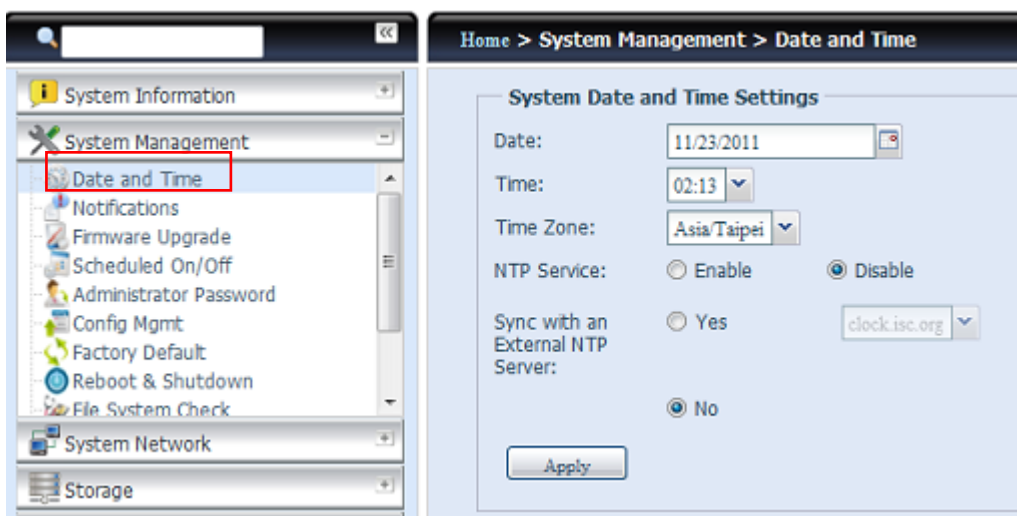 Home > System Management > Date and Time
System Information
System Management
Date and Time
Notifications
Firmware Upgrade
Scheduled On/Off
Administrator Password
Config Mgmt
Factory Default
Reboot & Shutdown
File System Check
System Network
Storage
System Date and Time Settings
Date: 11/23/2011
Time: 02:13
Time Zone: Asia/Taipei
NTP Service: Enable Disable
Sync with an Yes clock.isc.org
External NTP
Server:
No
Apply